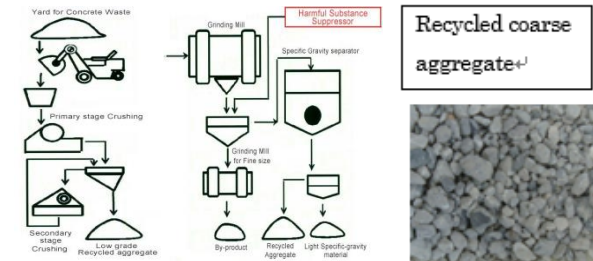 Yard for Concrete Waste
Primary stage Crushing
Secondary
stage
Crushing
Low grade
Recycled aggregate
Grinding Mill
Harmful Substance
Suppressor
Specific Gravity separator
Grinding Mill
for Fine size
By-product
Recycled
Aggregate
Light Specific-gravity
material
Recycled coarse
aggregate↵